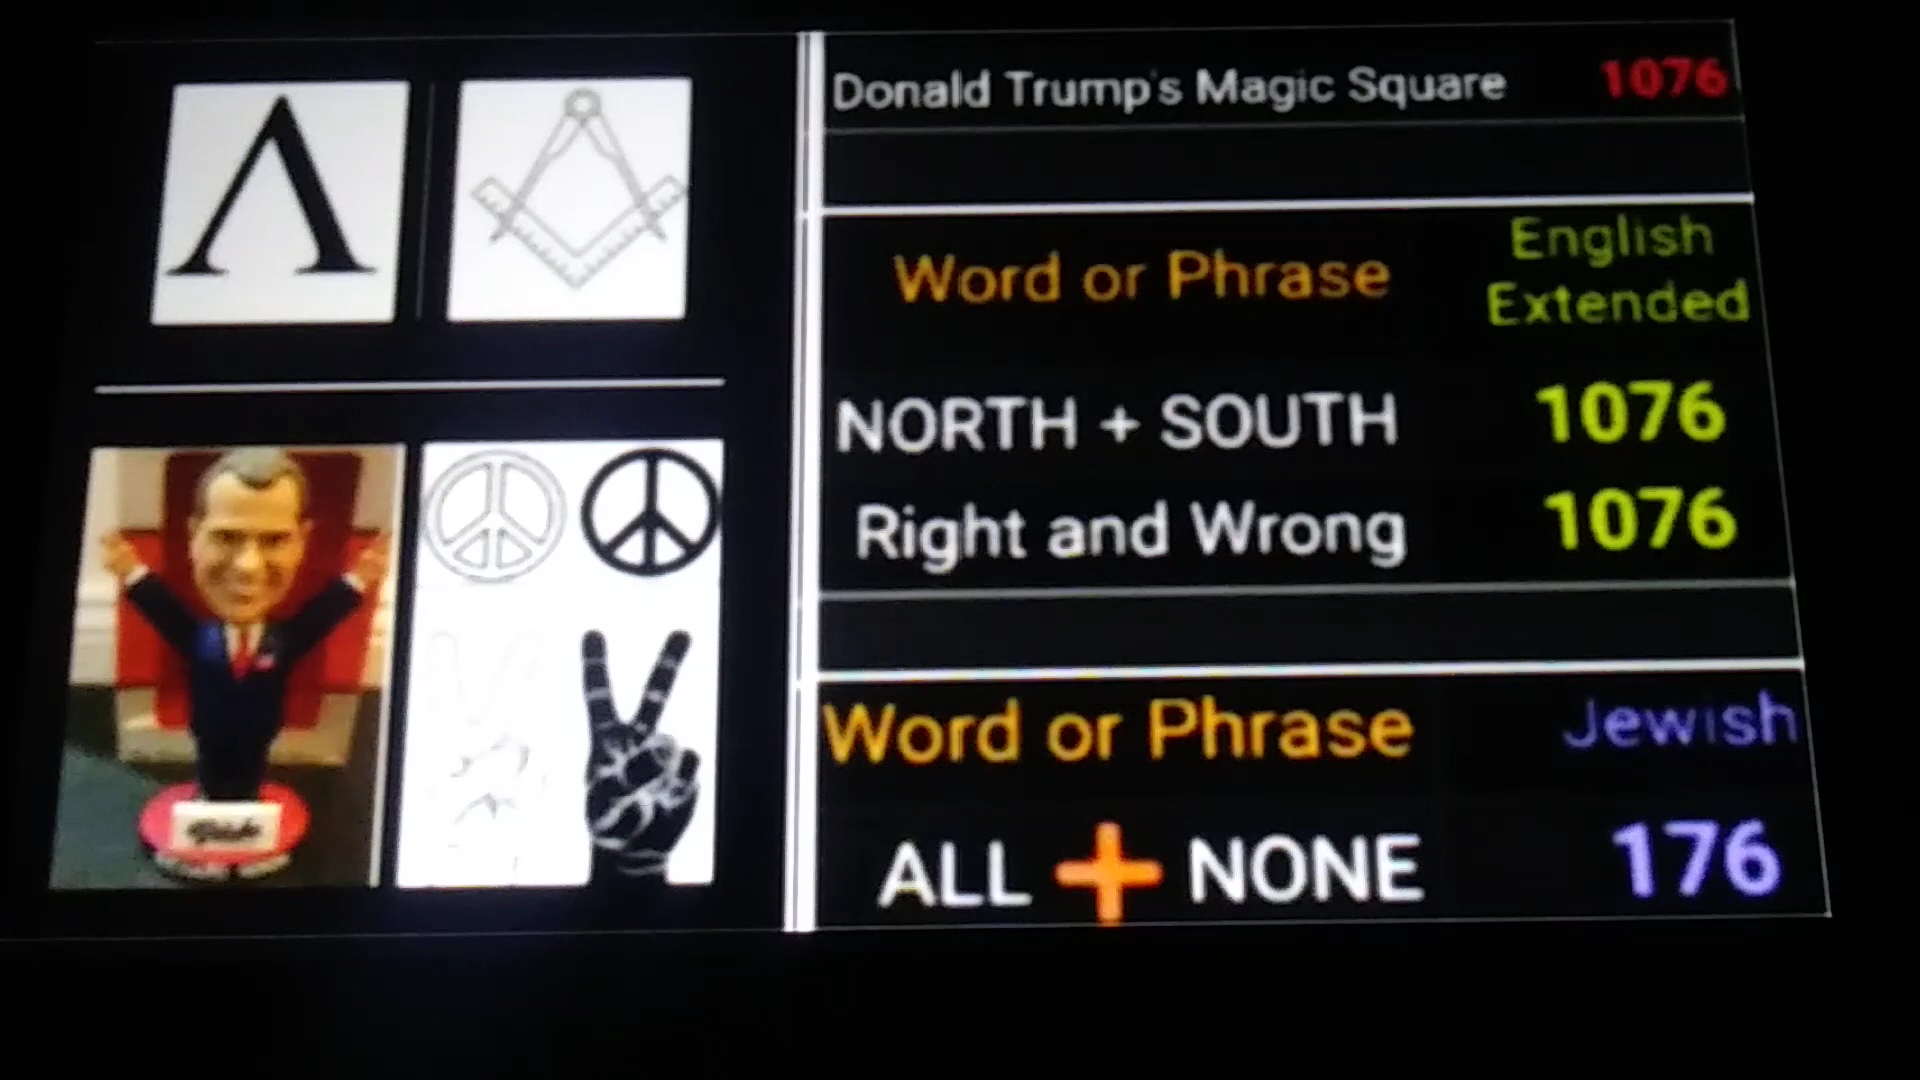 Donald Trump's Magic Square 1076
Word or Phrase English Extended
NORTH + SOUTH 1076
Right and Wrong 1076
Word or Phrase Jewish
ALL + NONE 176